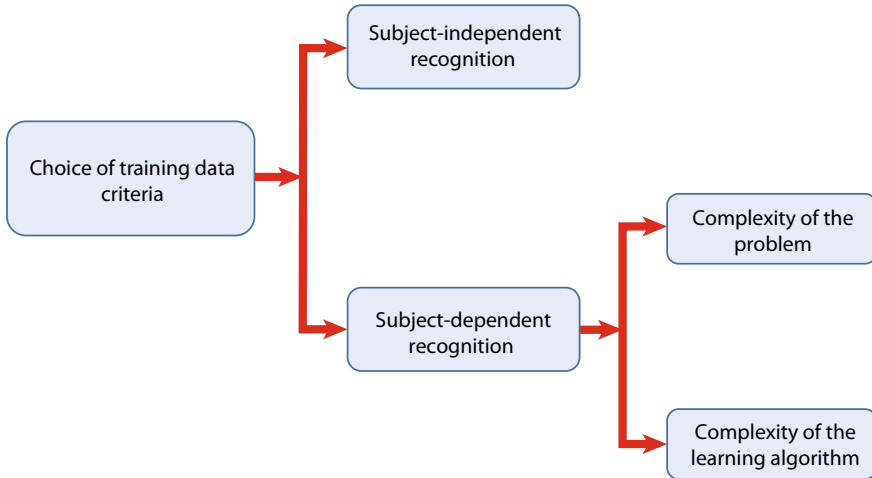 Subject-independent
recognition
Choice of training data
criteria
Complexity of the
problem
Subject-dependent
recognition
Complexity of the
learning algorithm